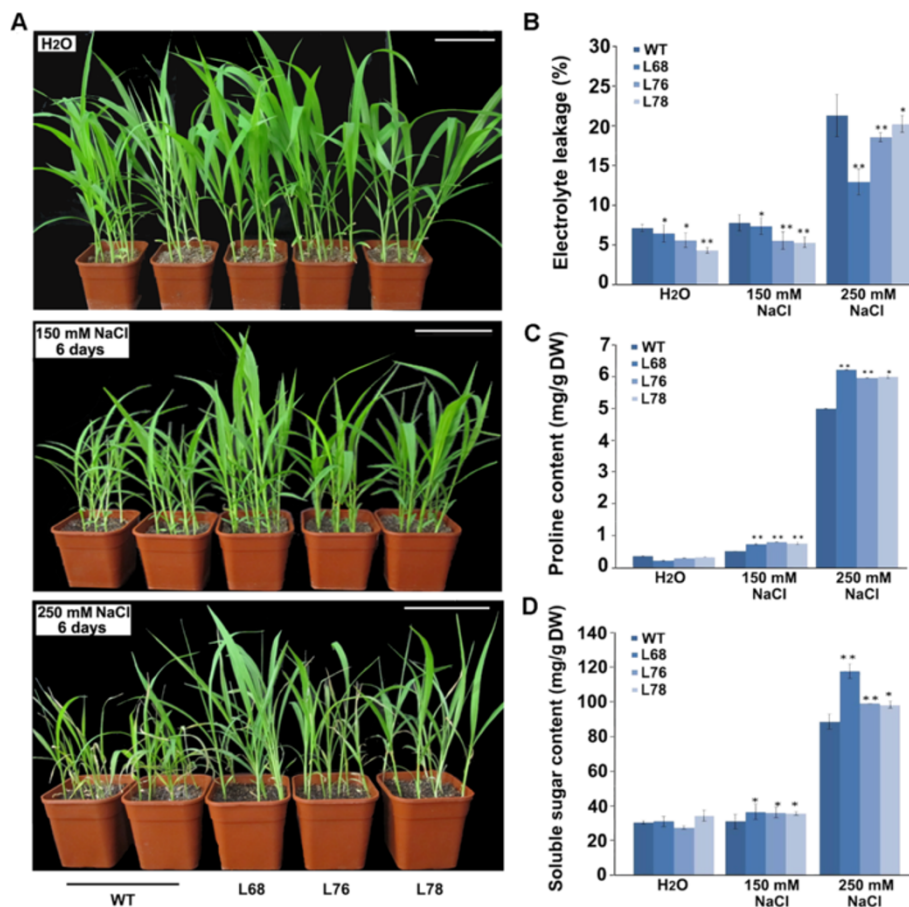 A
H2O
150 mM NaCl
6 days
250 mM NaCl
6 days
WT
L68
L76
L78
B
Electrolyte leakage (%)
30
25
20
15
10
5
0
WT
L68
L76
L78
*
*
**
*
**
**
**
**
*
H2O
150 mM
NaCl
250 mM
NaCl
C
Proline content (mg/g DW)
7
6
5
4
3
2
1
0
WT
L68
L76
L78
**
**
**
**
**
*
H2O
150 mM
NaCl
250 mM
NaCl
D
Soluble sugar content (mg/g DW)
140
120
100
80
60
40
20
0
WT
L68
L76
L78
*
*
*
**
**
*
H2O
150 mM
NaCl
250 mM
NaCl